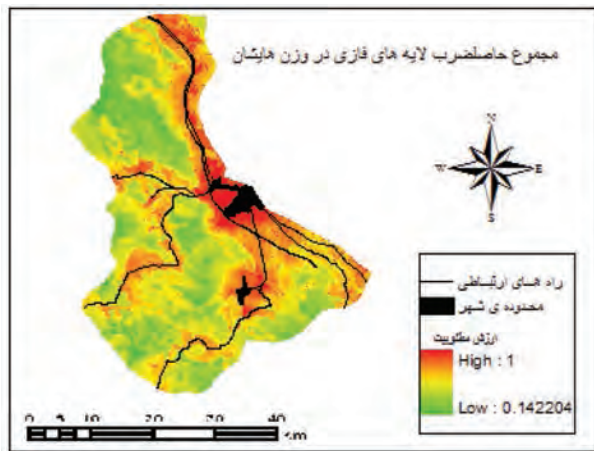 مجموع حاصلضرب لایه های فازی در وزن هایشان
N
W E
S
راه های ارتباطی
محدوده ی شهر
ارزش مطلوبیت
High : 1
Low : 0.142204
0 5 10 20 30 40
km